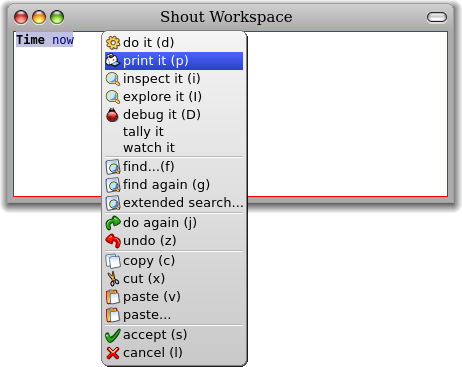 Shout Workspace
Time now
do it (d)
print it (p)
inspect it (i)
explore it (I)
debug it (D)
tally it
watch it
find...(f)
find again (g)
extended search...
do again (j)
undo (z)
copy (c)
cut (x)
paste (v)
paste...
accept (s)
cancel (l)